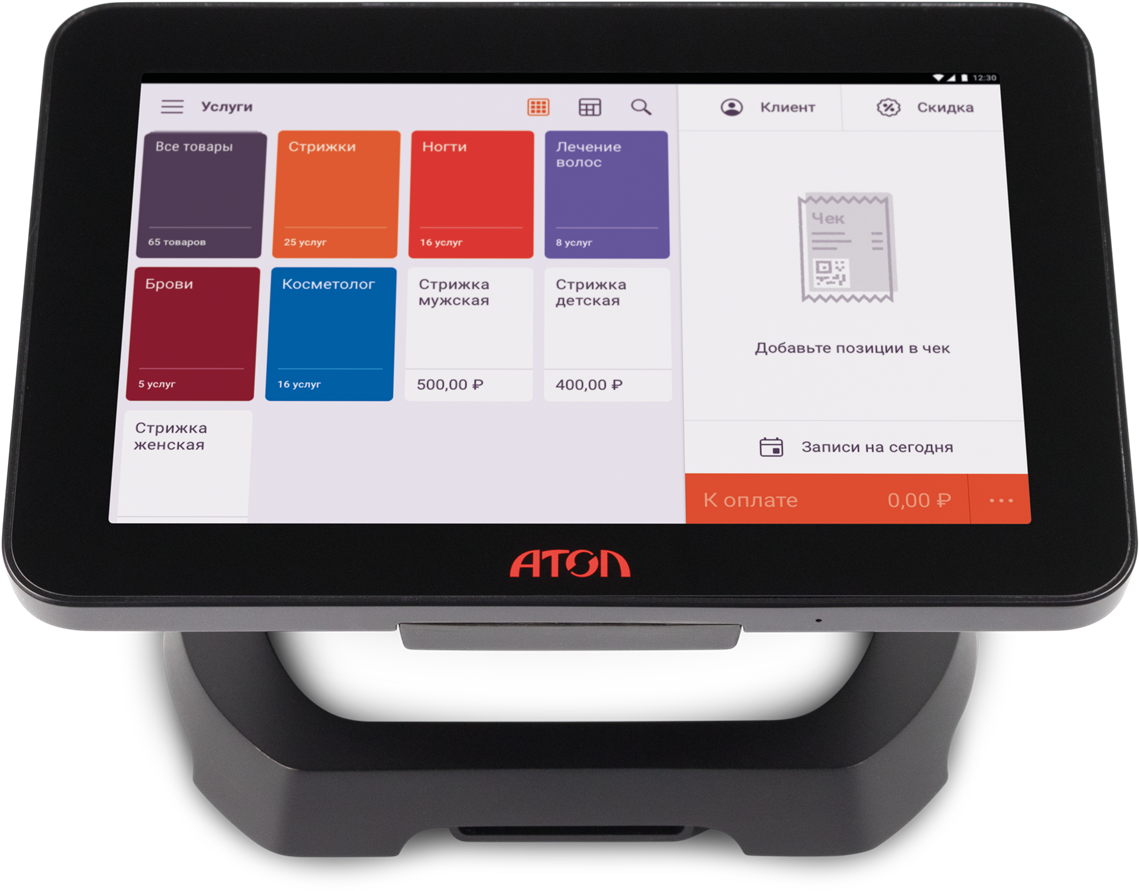 12:30
Услуги
Клиент
Скидка
Все товары
65 товаров
Стрижки
25 услуг
Ногти
16 услуг
Лечение
волос
8 услуг
Брови
5 услуг
Косметолог
16 услуг
Стрижка
мужская
500,00 ₽
Стрижка
детская
400,00 ₽
Стрижка
женская
Чек
Добавьте позиции в чек
Записи на сегодня
К оплате 0,00 ₽
АТОЛ